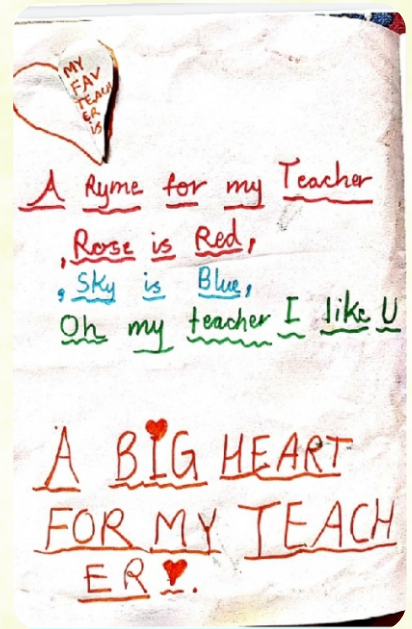 MY
FAV
TEACH
ER
IS
A Ryme for my Teacher
,Rose is Red,
,Sky is Blue,
Oh my teacher I like U
A BIG HEART
FOR MY TEACH
ER.